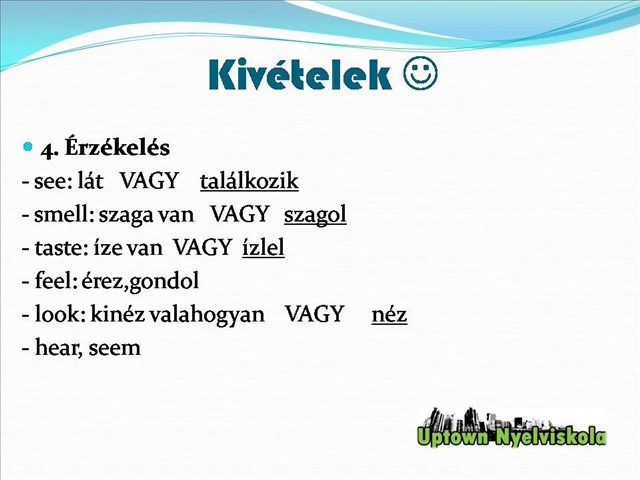 Kivételek ☺
• 4. Érzékelés
- see: lát VAGY találkozik
- smell: szaga van VAGY szagol
- taste: íze van VAGY ízlel
- feel: érez,gondol
- look: kinéz valahogyan VAGY néz
- hear, seem
Uptown Nyelviskola